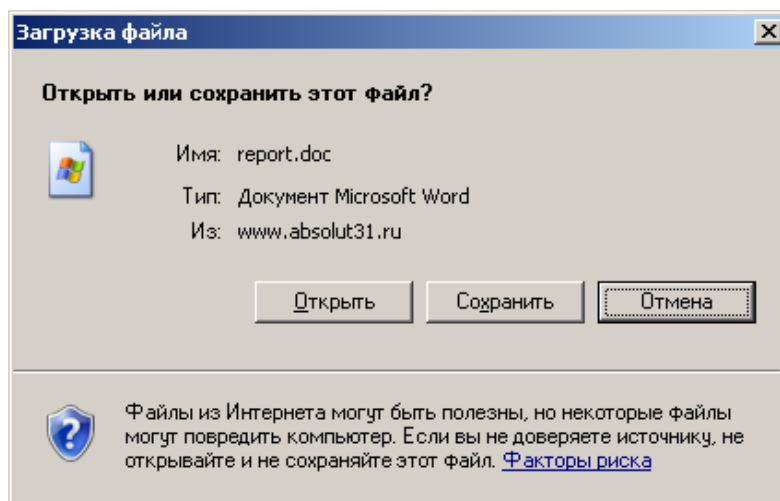 Загрузка файла
Открыть или сохранить этот файл?
Имя: report.doc
Тип: Документ Microsoft Word
Из: www.absolut31.ru
Открыть Сохранить Отмена
Файлы из Интернета могут быть полезны, но некоторые файлы
могут повредить компьютер. Если вы не доверяете источнику, не
открывайте и не сохраняйте этот файл. Факторы риска